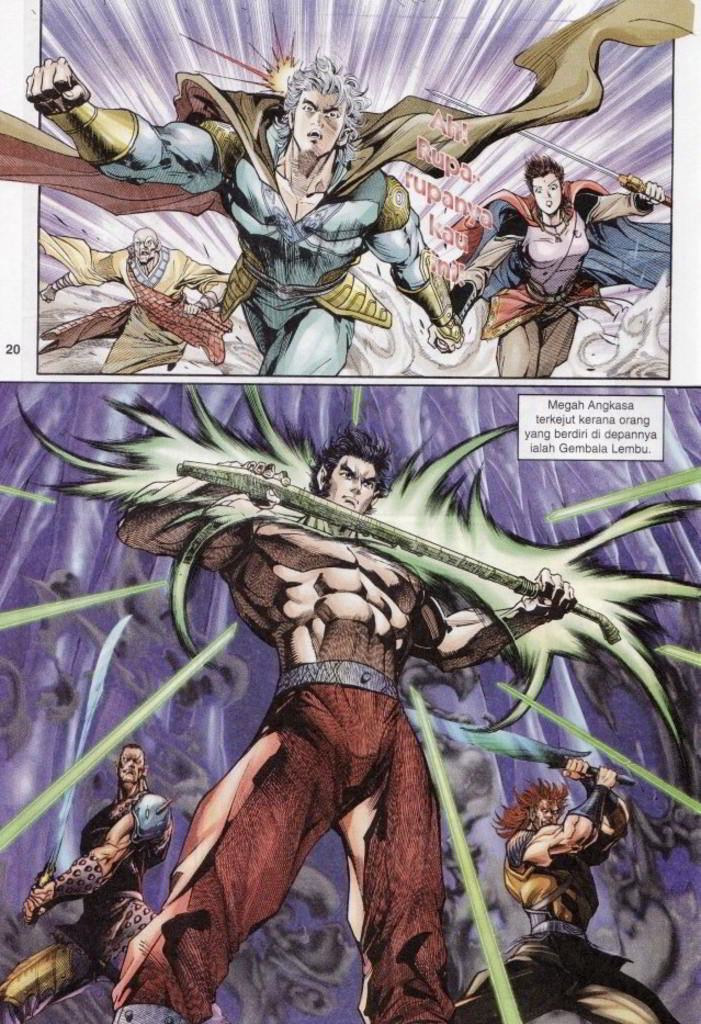 Ah!
Rupa-
rupanya
kau
ini?
20
Megah Angkasa
terkejut kerana orang
yang berdiri di depannya
ialah Gembala Lembu.